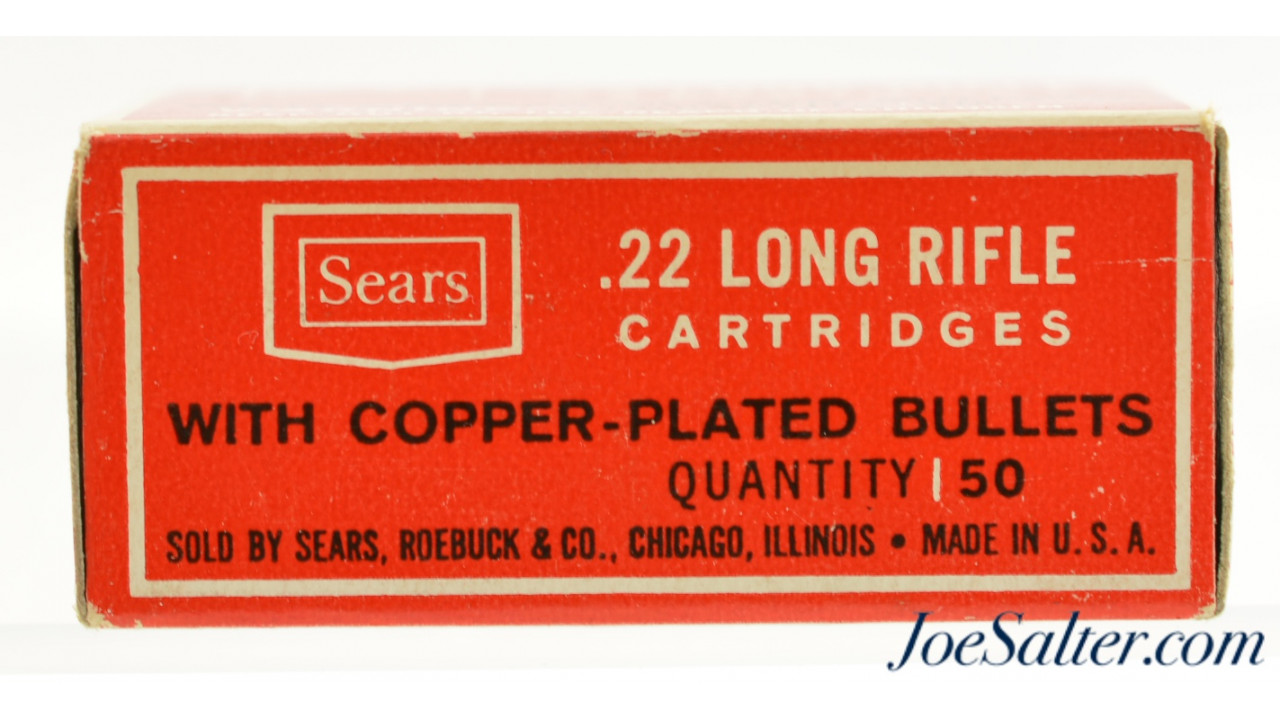 Sears
.22 LONG RIFLE
CARTRIDGES
WITH COPPER-PLATED BULLETS
QUANTITY | 50
SOLD BY SEARS, ROEBUCK & CO., CHICAGO, ILLINOIS • MADE IN U.S.A.
JoeSalter.com